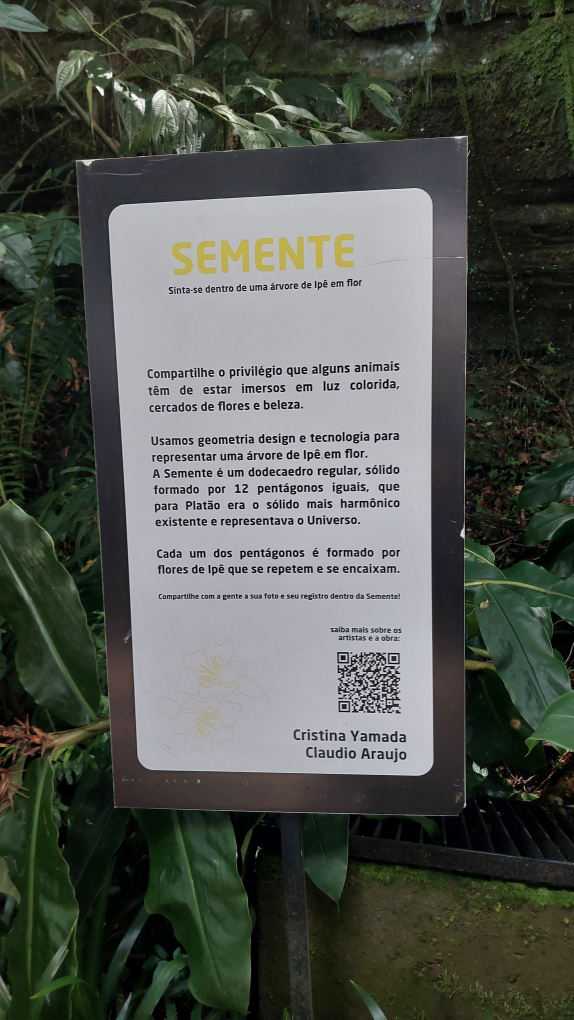 SEMENTE
Sinta-se dentro de uma árvore de Ipê em flor
Compartilhe o privilégio que alguns animais
têm de estar imersos em luz colorida,
cercados de flores e beleza.
Usamos geometria design e tecnologia para
representar uma árvore de Ipê em flor.
A Semente é um dodecaedro regular, sólido
formado por 12 pentágonos iguais, que
para Platão era o sólido mais harmônico
existente e representava o Universo.
Cada um dos pentágonos é formado por
flores de Ipê que se repetem e se encaixam.
Compartilhe com a gente a sua foto e seu registro dentro da Semente!
saiba mais sobre os
artistas e a obra:
Cristina Yamada
Claudio Araujo